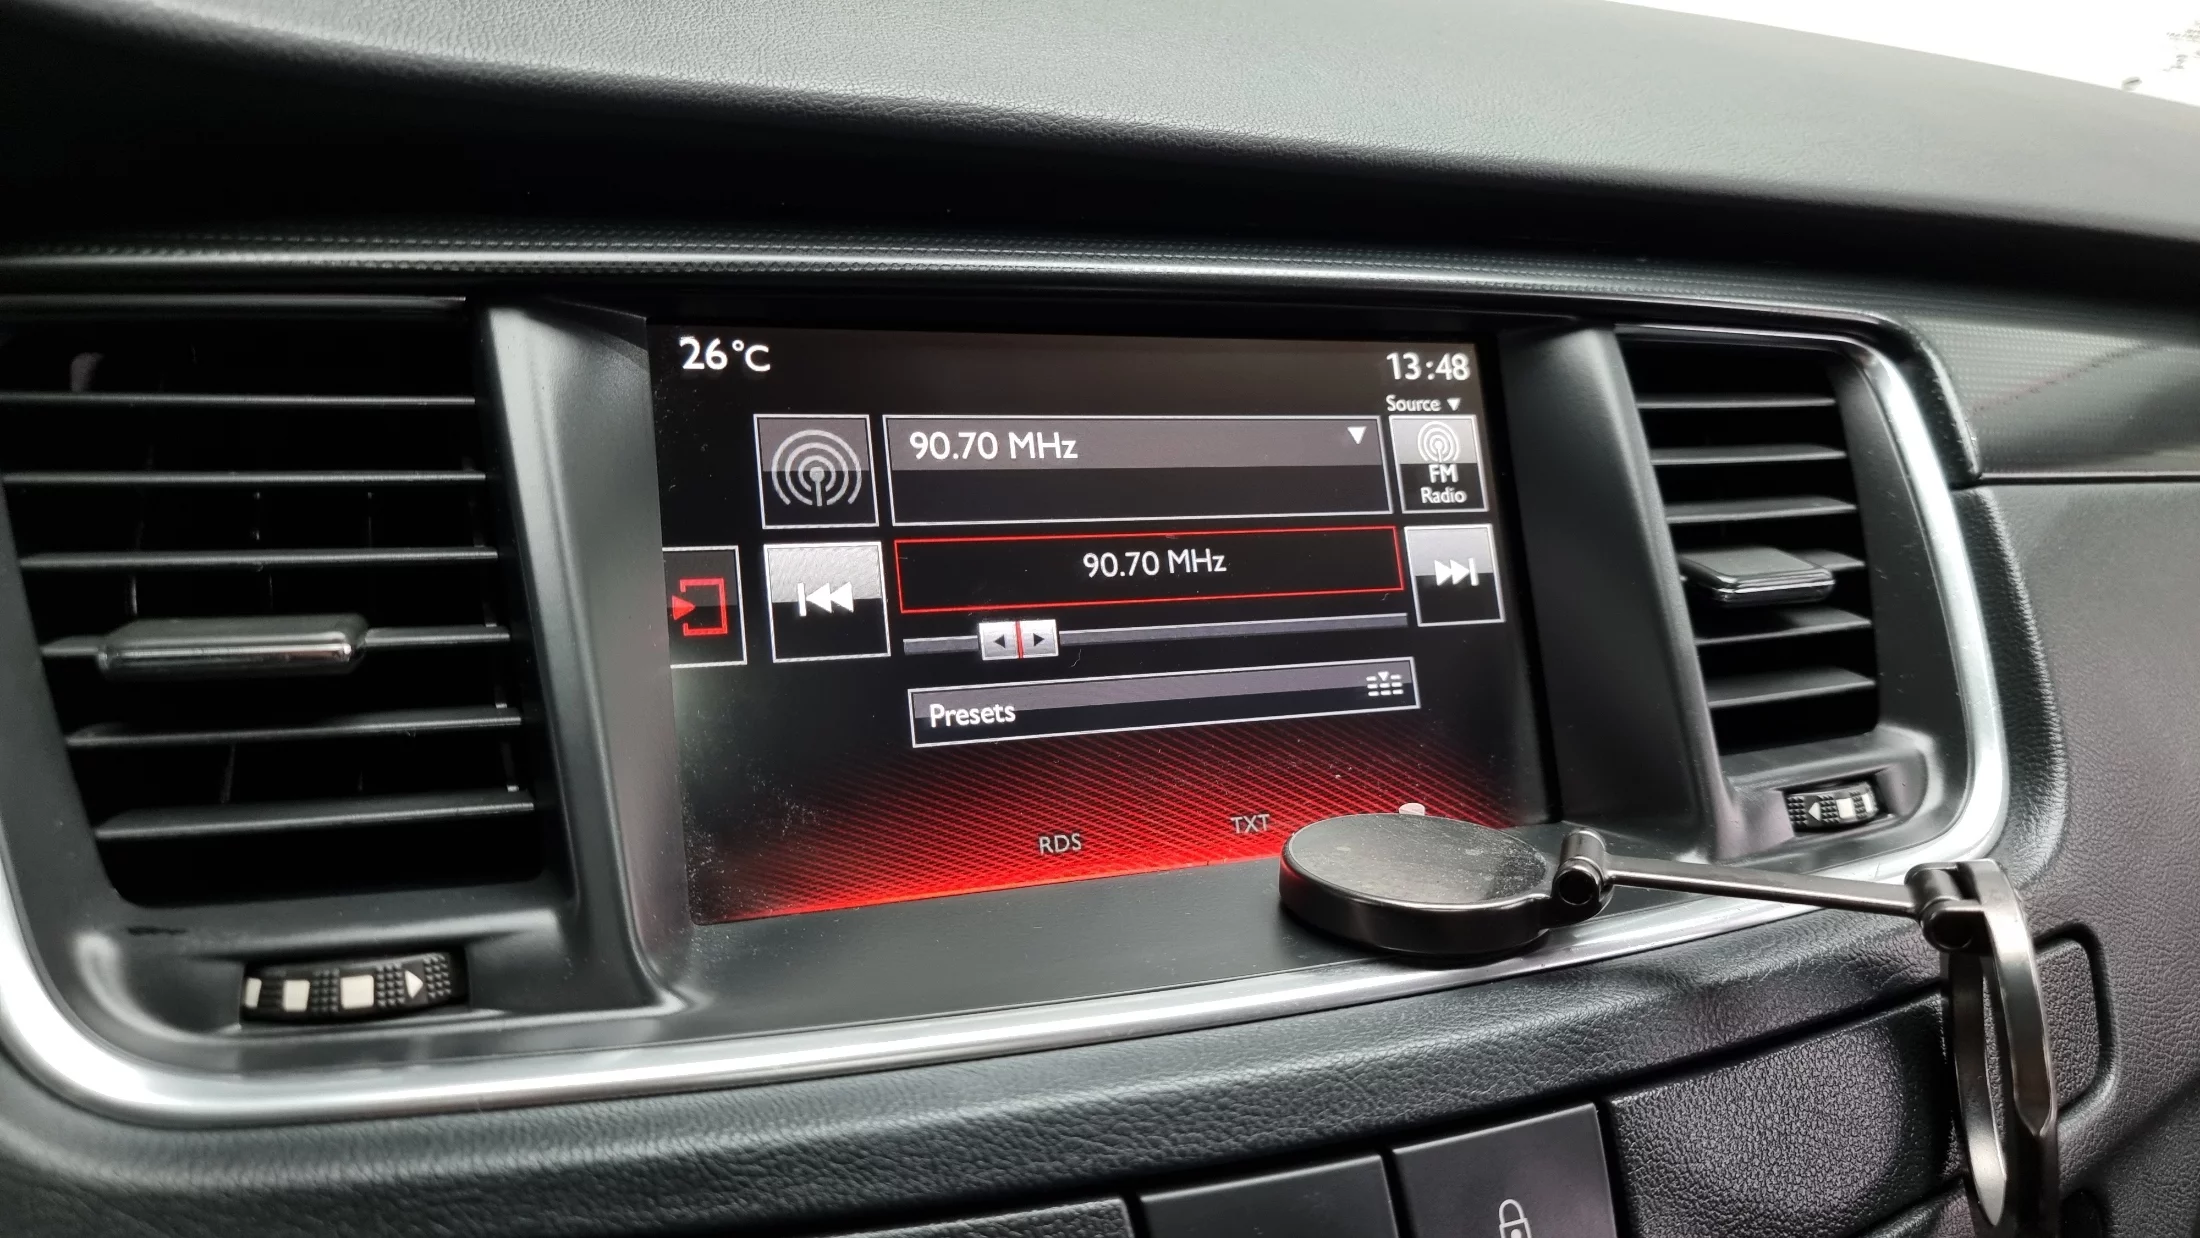 26°C
13:48
Source
90.70 MHz
FM
Radio
90.70 MHz
Presets
RDS
TXT